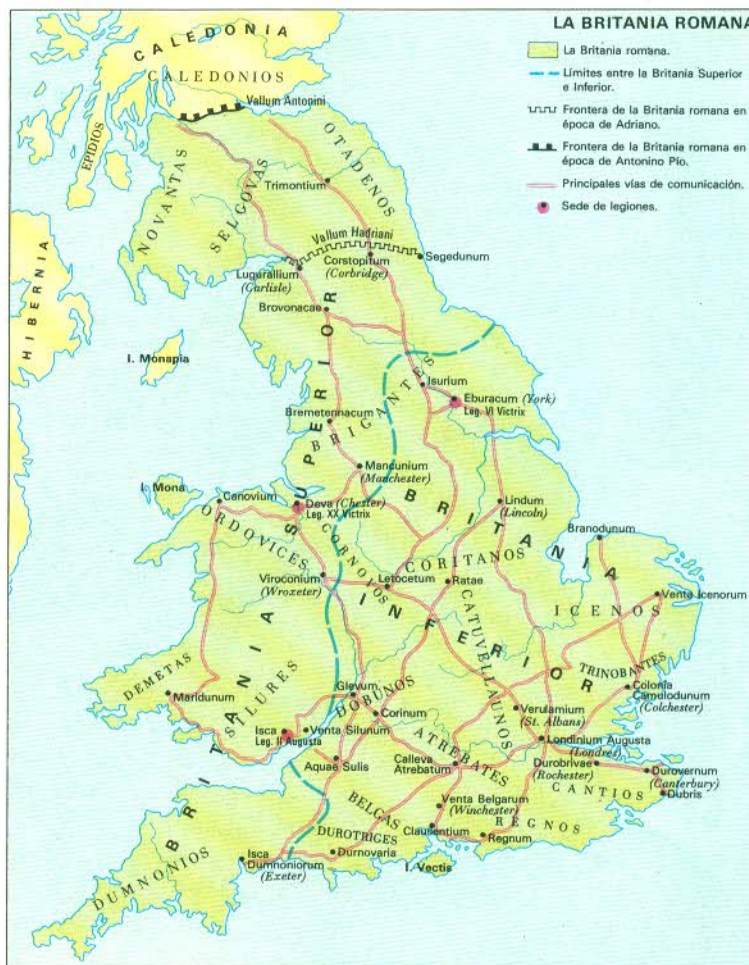 LA BRITANIA ROMANA
La Britania romana.
Límites entre la Britania Superior
e Inferior.
Frontera de la Britania romana en
época de Adriano.
Frontera de la Britania romana en
época de Antonino Pío.
Principales vías de comunicación.
Sede de legiones.
CALEDONIA
CALEDONIOS
Vallum Antonini
EPIDIOS
OTADENOS
NOVANTAS
SELGOVAS
Trimontium
Vallum Hadriani
Segedunum
Corstopitum
(Corbridge)
Lugurallium
(Carlisle)
Brovonacae
HIBERNIA
I. Monapia
Isurium
Eburacum (York)
Leg. VI Victrix
BRIGANTES
Bremetennacum
Mancunium
(Manchester)
I. Mona
Canovium
Deva (Chester)
Leg. XX Victrix
Lindum
(Lincoln)
Branodunum
ORDOVICES
CORNOVOS
CORITANOS
Viroconium
(Wroxeter)
Letocetum
Ratae
Venta Icenorum
ICENOS
BRITANIA SUPERIOR
BRITANIA INFERIOR
CATUVELLAUNOS
TRINOBANTES
DEMETAS
Maridunum
SILURES
Glevum
DOBUNOS
Colonia
Camulodunum
(Colchester)
Isca
Leg. II Augusta
Venta Silunum
Corinum
Verulamium
(St. Albans)
ATREBATES
Londinium Augusta
(Londres)
Aquae Sulis
Calleva
Atrebatum
Durobrivae
(Rochester)
Durovernum
(Canterbury)
CANTIOS
Dubris
BELGAS
Venta Belgarum
(Winchester)
DUROTRIGES
Clausentium
REGNOS
Regnum
Isca
Dumnoniorum
(Exeter)
Durnovaria
I. Vectis
DUMNONIOS